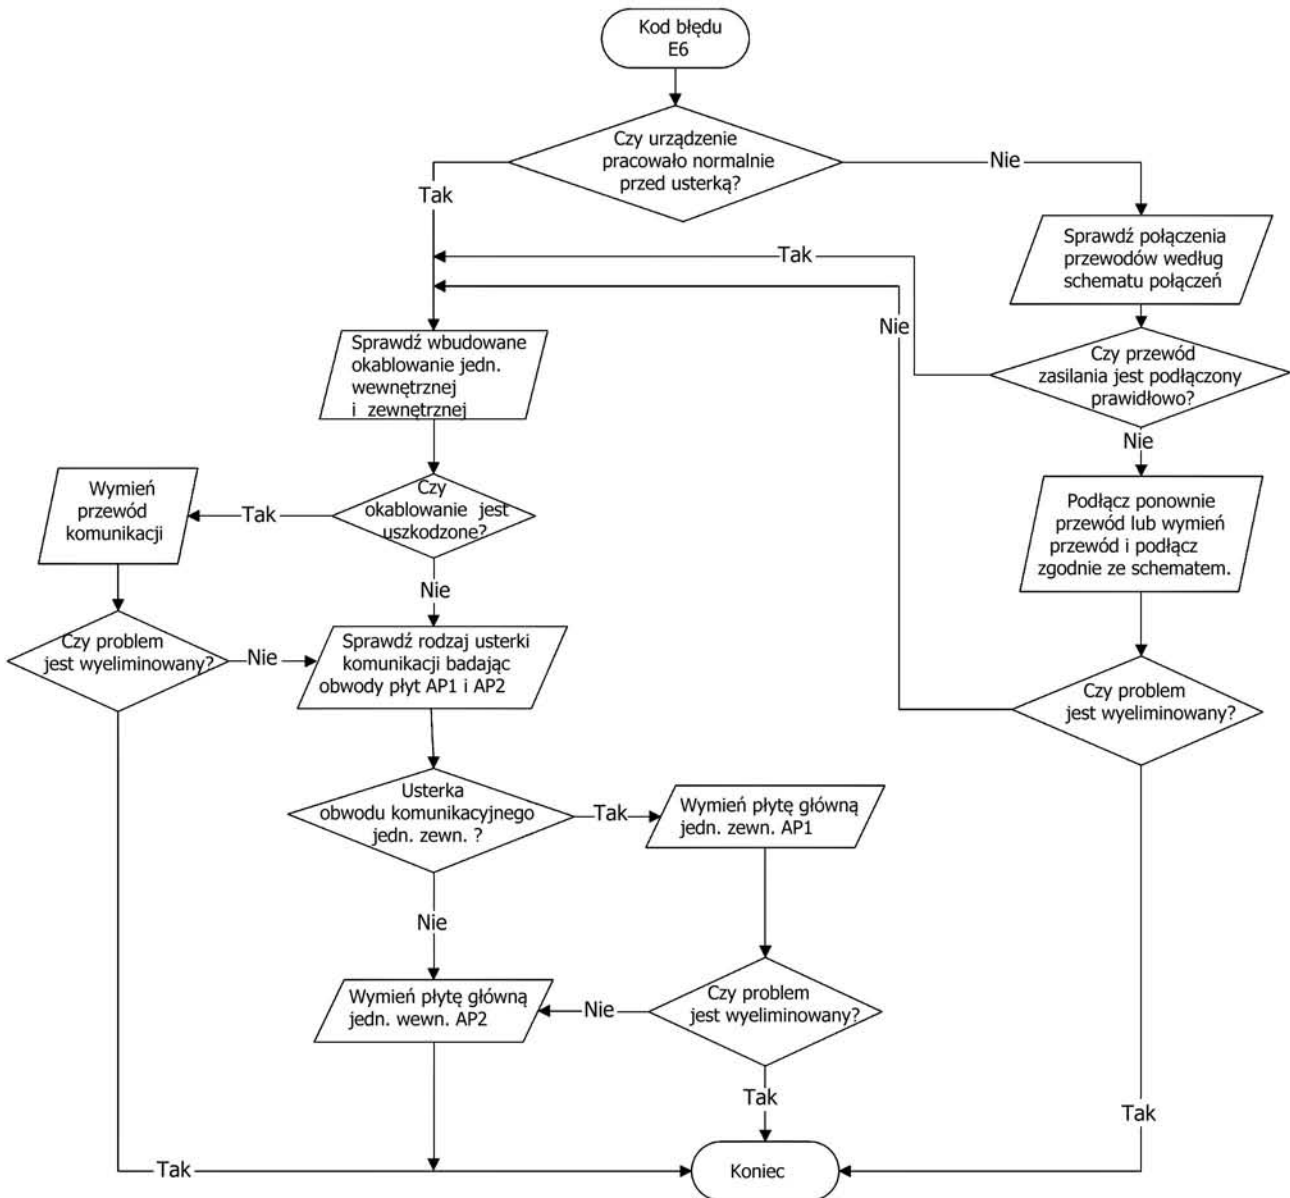 Kod błędu
E6
Czy urządzenie
pracowało normalnie
przed usterką?
Nie
Tak
Sprawdź połączenia
przewodów według
schematu połączeń
Tak
Nie
Czy przewód
zasilania jest podłączony
prawidłowo?
Sprawdź wbudowane
okablowanie jedn.
wewnętrznej
i zewnętrznej
Nie
Wymień
przewód
komunikacji
Tak
Czy
okablowanie jest
uszkodzone?
Podłącz ponownie
przewód lub wymień
przewód i podłącz
zgodnie ze schematem.
Nie
Czy problem
jest wyeliminowany?
Nie
Sprawdź rodzaj usterki
komunikacji badając
obwody płyt AP1 i AP2
Czy problem
jest wyeliminowany?
Usterka
obwodu komunikacyjnego
jedn. zewn. ?
Tak
Wymień płytę główną
jedn. zewn. AP1
Nie
Wymień płytę główną
jedn. wewn. AP2
Nie
Czy problem
jest wyeliminowany?
Tak
Tak
Tak
Koniec